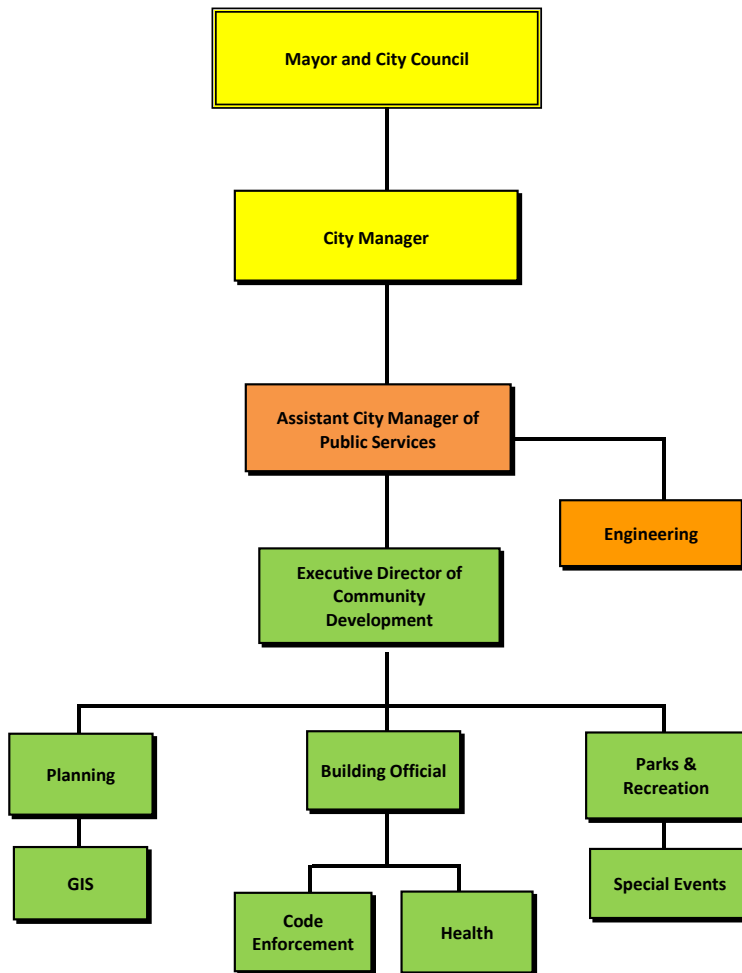 Mayor and City Council
City Manager
Assistant City Manager of
Public Services
Engineering
Executive Director of
Community
Development
Planning
Building Official
Parks &
Recreation
GIS
Code
Enforcement
Health
Special Events